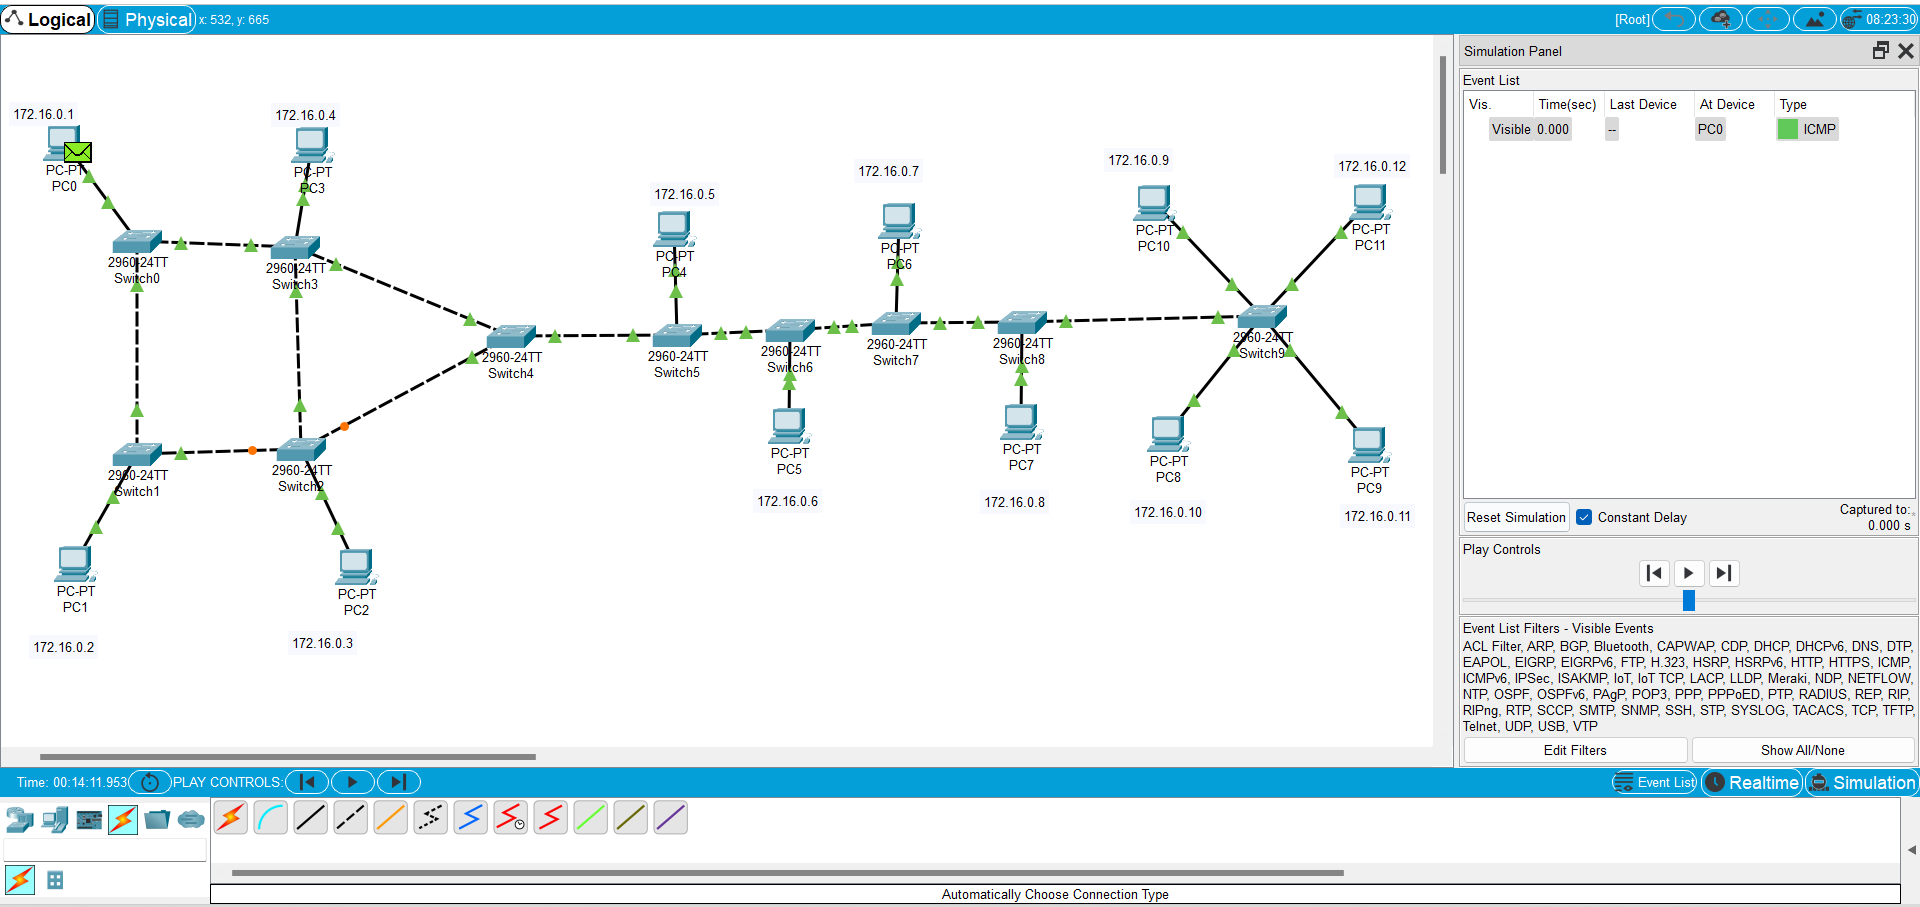 Logical
Physical
x: 532, y: 665
[Root]
08:23:30
172.16.0.1
PC-PT
PC0
172.16.0.4
PC-PT
PC3
2960-24TT
Switch0
2960-24TT
Switch3
172.16.0.5
PC-PT
PC4
172.16.0.7
PC-PT
PC6
172.16.0.9
PC-PT
PC10
172.16.0.12
PC-PT
PC11
2960-24TT
Switch4
2960-24TT
Switch5
2960-24TT
Switch6
2960-24TT
Switch7
2960-24TT
Switch8
2960-24TT
Switch9
2960-24TT
Switch1
2960-24TT
Switch2
PC-PT
PC5
172.16.0.6
PC-PT
PC7
172.16.0.8
PC-PT
PC8
172.16.0.10
PC-PT
PC9
172.16.0.11
PC-PT
PC1
172.16.0.2
PC-PT
PC2
172.16.0.3
Simulation Panel
Event List
Vis. Time(sec) Last Device At Device Type
Visible 0.000 -- PC0 ICMP
Reset Simulation Constant Delay
Captured to:
0.000 s
Play Controls
Event List Filters - Visible Events
ACL Filter, ARP, BGP, Bluetooth, CAPWAP, CDP, DHCP, DHCPv6, DNS, DTP,
EAPOL, EIGRP, EIGRPv6, FTP, H.323, HSRP, HSRPv6, HTTP, HTTPS, ICMP,
ICMPv6, IPSec, ISAKMP, IoT, IoT TCP, LACP, LLDP, Meraki, NDP, NETFLOW,
NTP, OSPF, OSPFv6, PAgP, POP3, PPP, PPPoED, PTP, RADIUS, REP, RIP,
RIPng, RTP, SCCP, SMTP, SNMP, SSH, STP, SYSLOG, TACACS, TCP, TFTP,
Telnet, UDP, USB, VTP
Edit Filters
Show All/None
Time: 00:14:11.953
PLAY CONTROLS:
Event List
Realtime
Simulation
Automatically Choose Connection Type